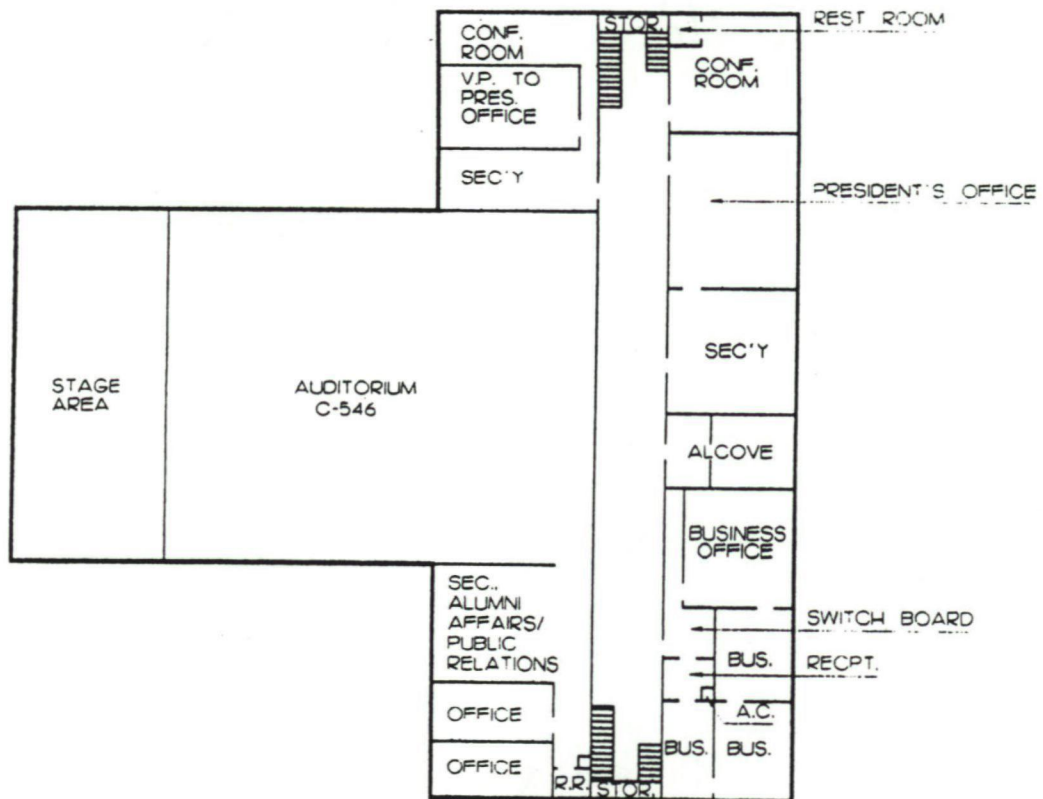 STOR.
REST ROOM
CONF.
ROOM
CONF.
ROOM
V.P. TO
PRES.
OFFICE
SEC'Y
PRESIDENT'S OFFICE
SEC'Y
STAGE
AREA
AUDITORIUM
C-546
ALCOVE
BUSINESS
OFFICE
SEC.,
ALUMNI
AFFAIRS/
PUBLIC
RELATIONS
SWITCH BOARD
BUS.
RECPT.
OFFICE
A.C.
BUS.
BUS.
OFFICE
R.R.
STOR.